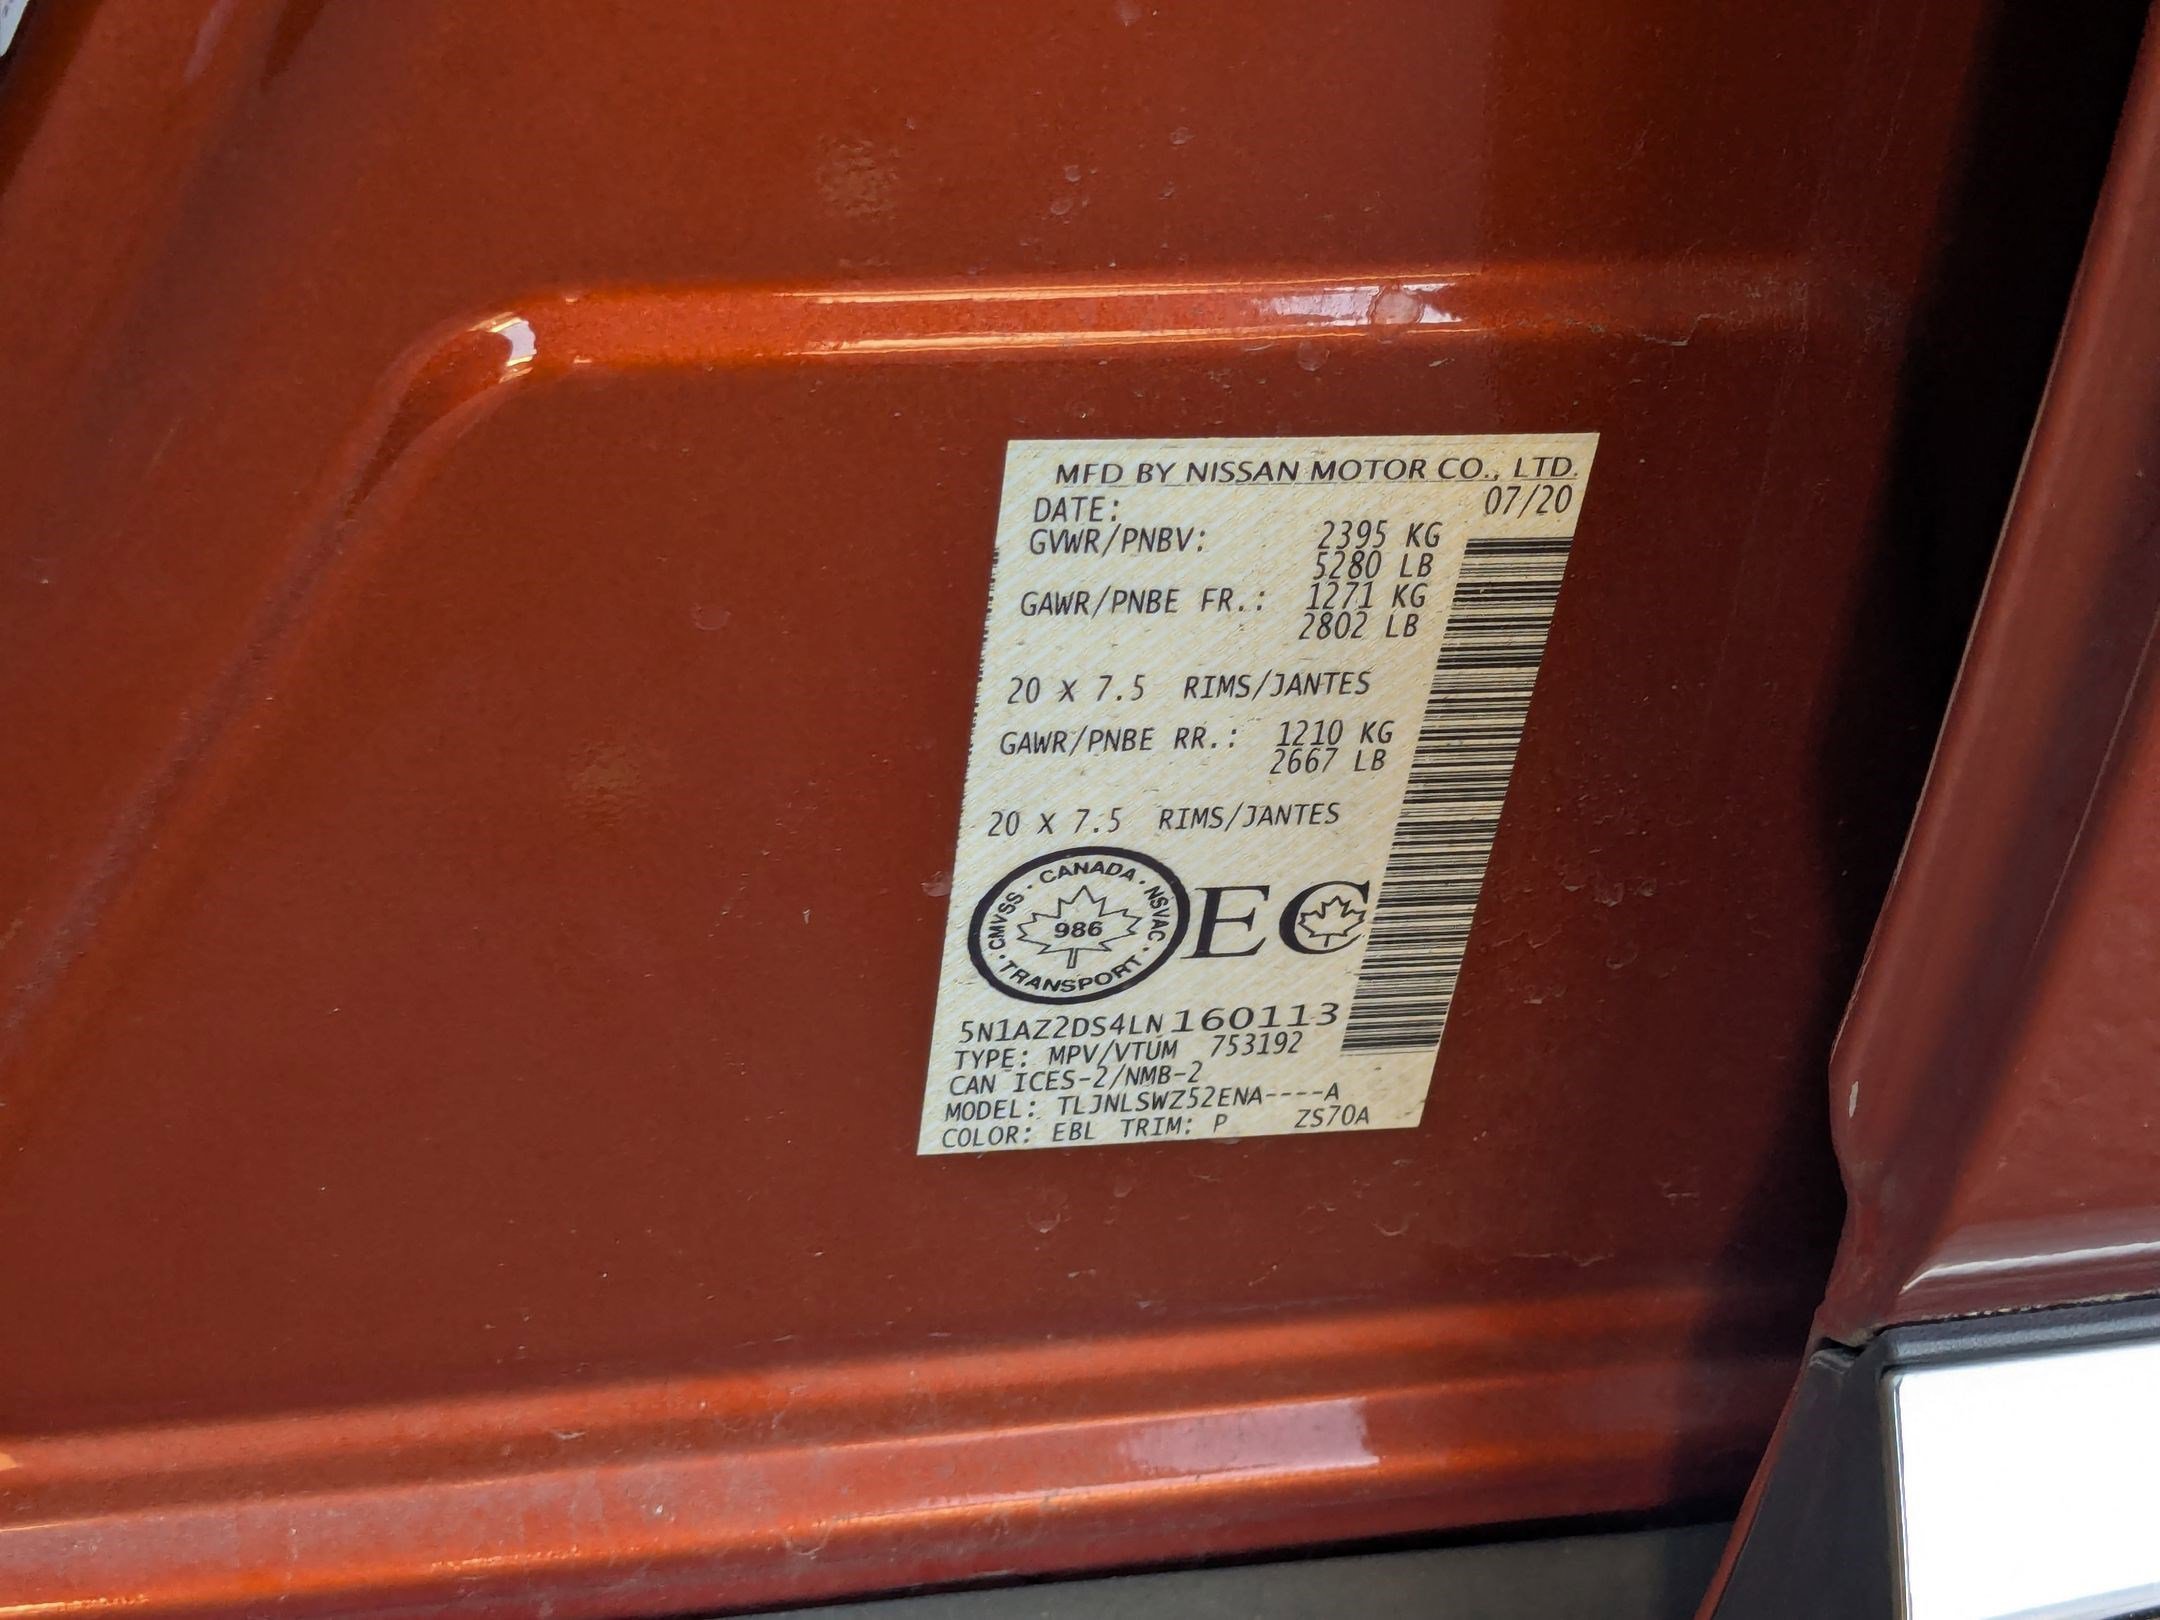 MFD BY NISSAN MOTOR CO., LTD.
DATE: 07/20
GVWR/PNBV: 2395 KG
5280 LB
GAWR/PNBE FR.: 1271 KG
2802 LB
20 X 7.5 RIMS/JANTES
GAWR/PNBE RR.: 1210 KG
2667 LB
20 X 7.5 RIMS/JANTES
CMVSS · CANADA · NSVAC · TRANSPORT ·
986
EC
5N1AZ2DS4LN160113
TYPE: MPV/VTUM 753192
CAN ICES-2/NMB-2
MODEL: TLJNLSWZ52ENA----A
COLOR: EBL TRIM: P ZS70A